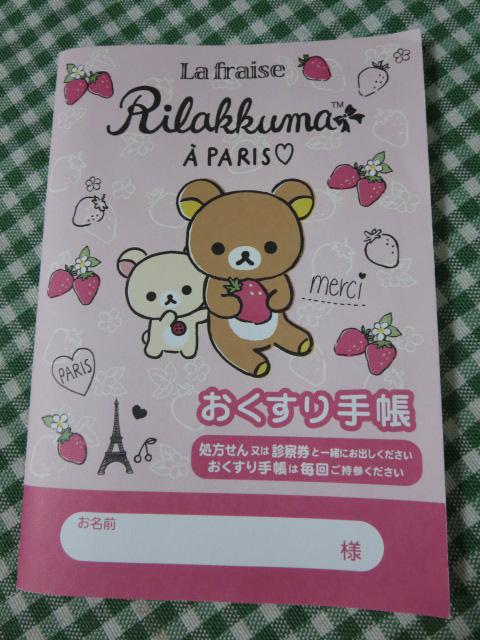 La fraise
Rilakkuma™
À PARIS♡
merci
PARIS
おくすり手帳
処方せん又は診察券と一緒にお出しください
おくすり手帳は毎回ご持参ください
お名前
様